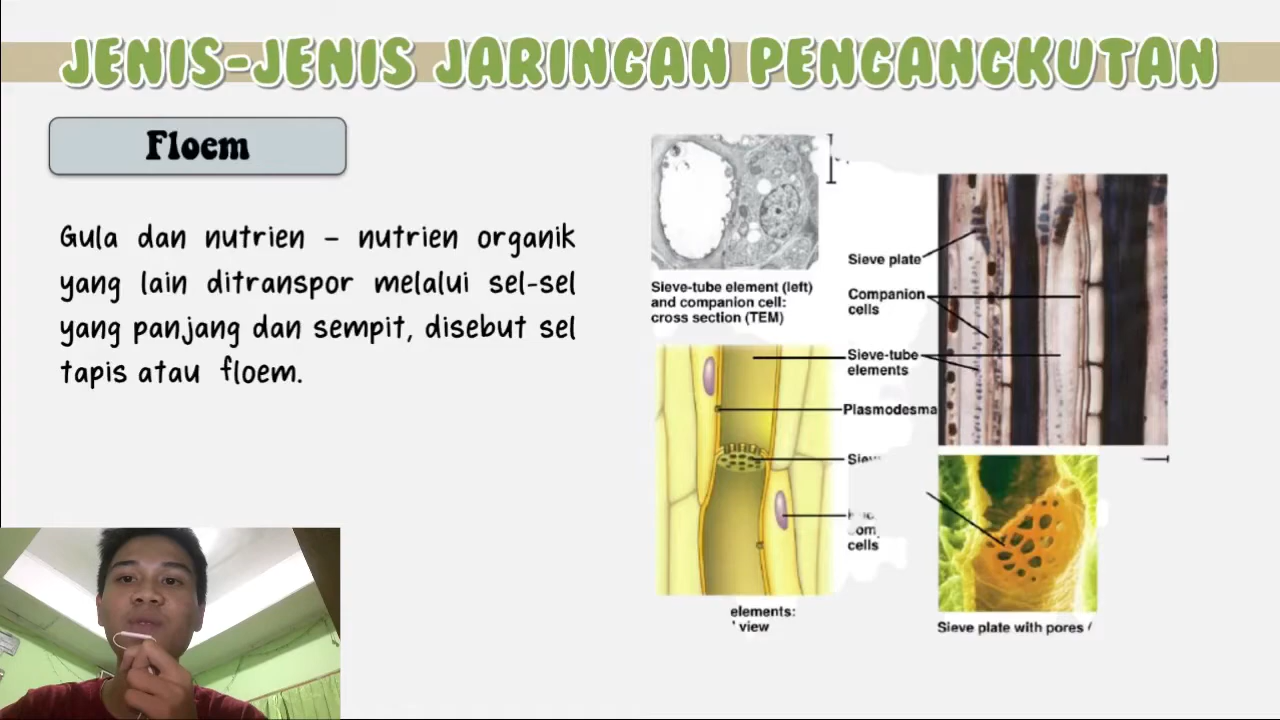 JENIS-JENIS JARINGAN PENGANGKUTAN
Floem
Gula dan nutrien – nutrien organik
yang lain ditranspor melalui sel-sel
yang panjang dan sempit, disebut sel
tapis atau floem.
Sieve-tube element (left)
and companion cell:
cross section (TEM)
Sieve plate
Companion
cells
Sieve-tube
elements
Plasmodesma
cells
elements:
view
Sieve plate with pores